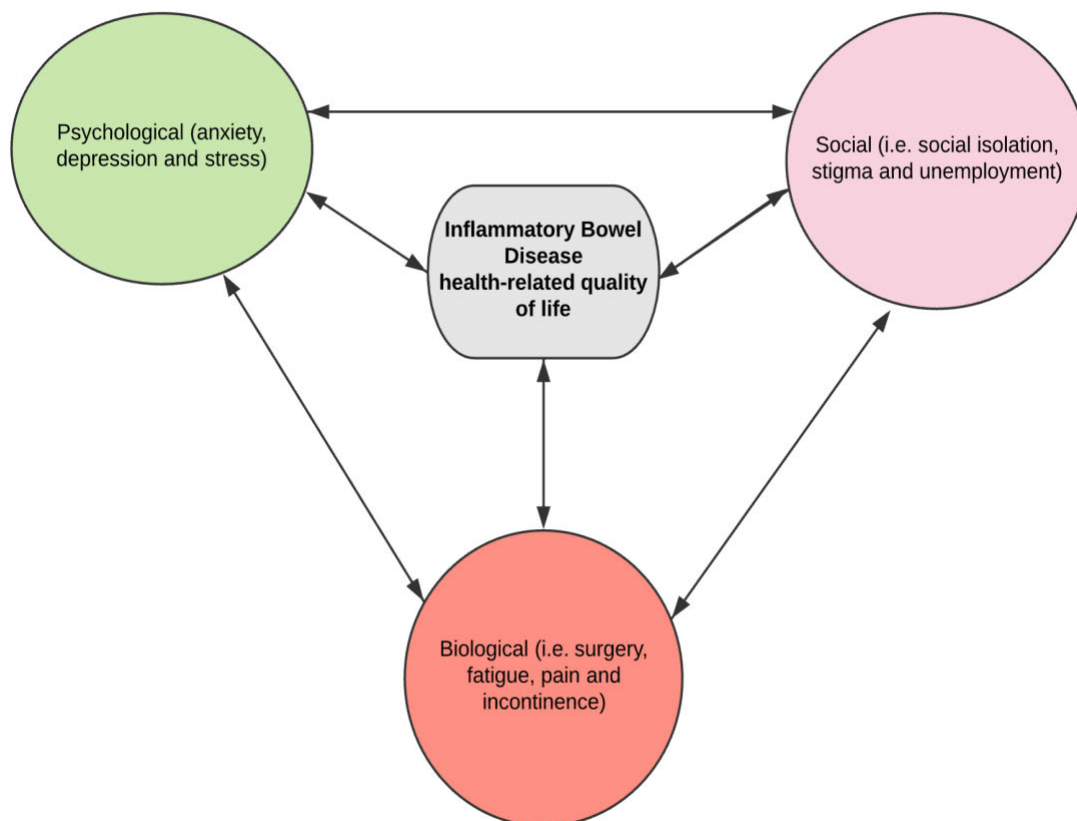 Psychological (anxiety,
depression and stress)
Social (i.e. social isolation,
stigma and unemployment)
Inflammatory Bowel
Disease
health-related quality
of life
Biological (i.e. surgery,
fatigue, pain and
incontinence)